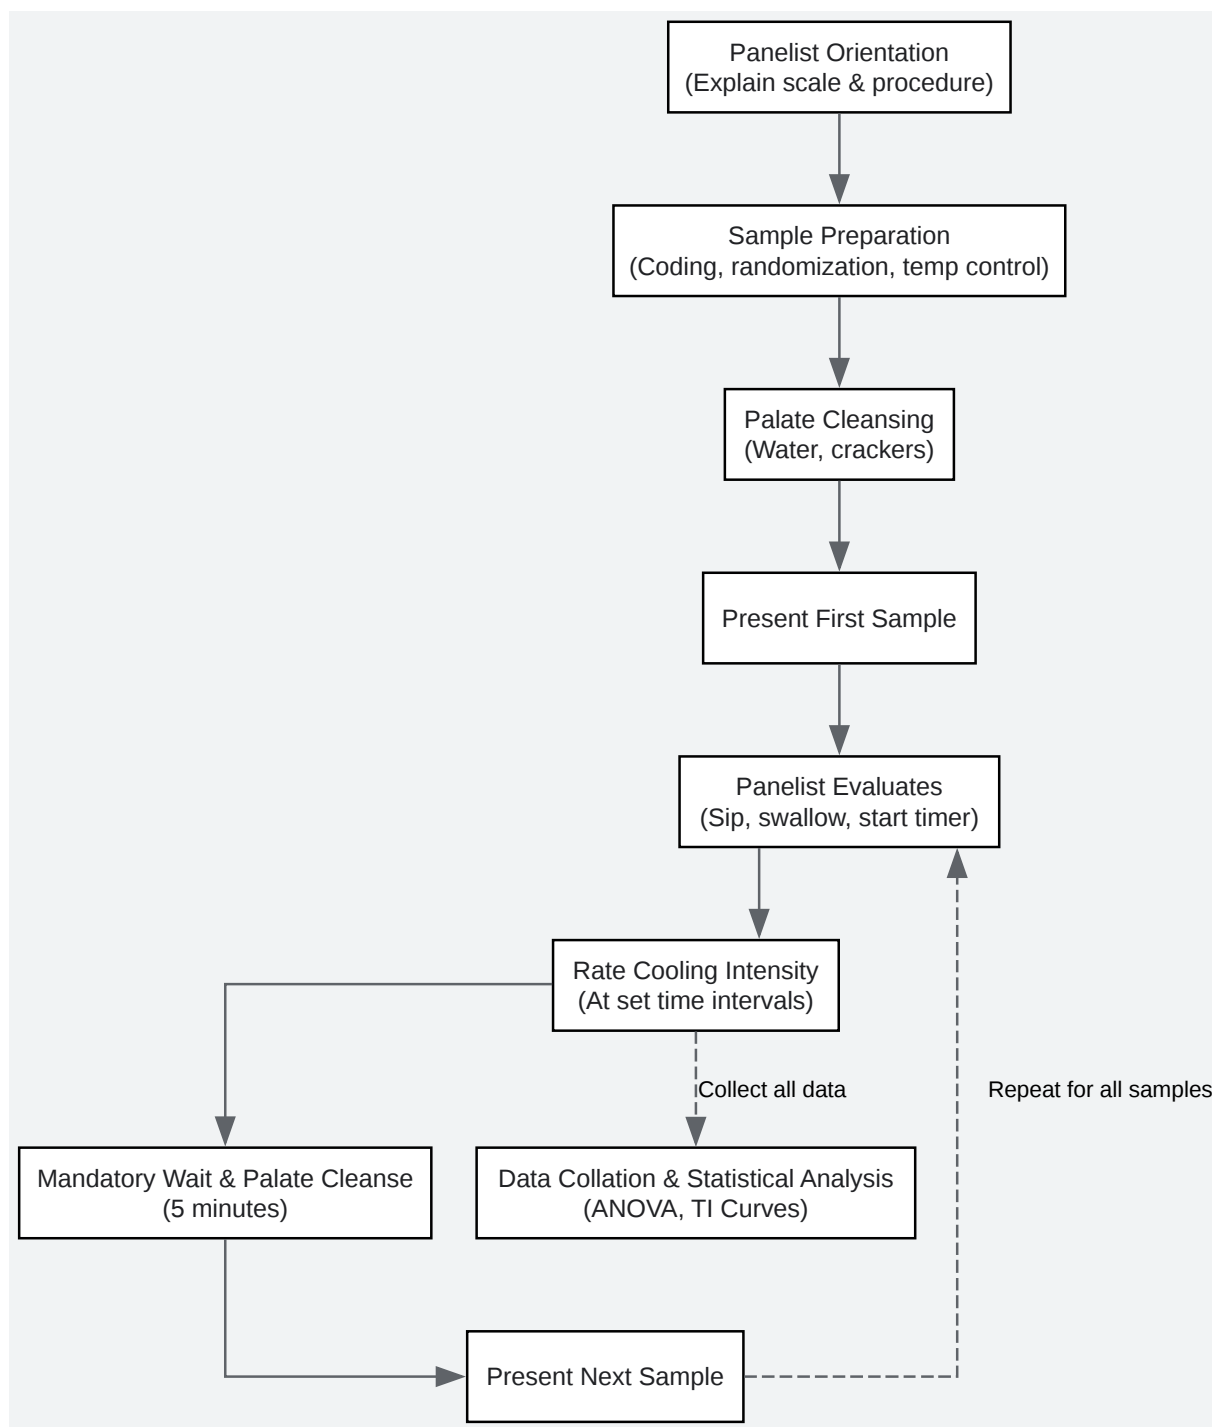 Panelist Orientation
(Explain scale & procedure)
Sample Preparation
(Coding, randomization, temp control)
Palate Cleansing
(Water, crackers)
Present First Sample
Panelist Evaluates
(Sip, swallow, start timer)
Rate Cooling Intensity
(At set time intervals)
Collect all data
Repeat for all samples
Mandatory Wait & Palate Cleanse
(5 minutes)
Data Collation & Statistical Analysis
(ANOVA, TI Curves)
Present Next Sample